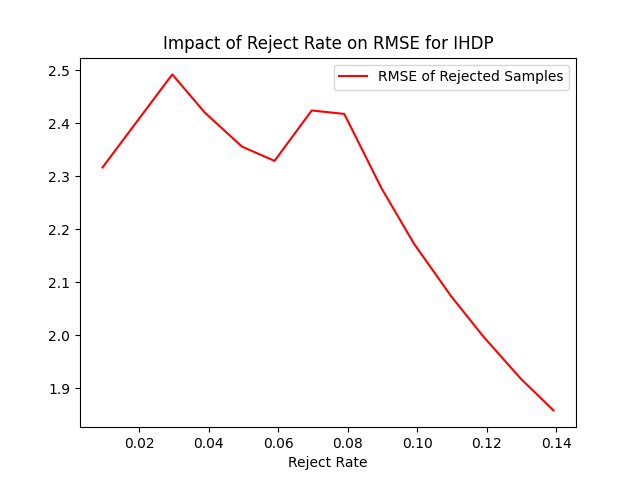 Impact of Reject Rate on RMSE for IHDP
RMSE of Rejected Samples
2.5
2.4
2.3
2.2
2.1
2.0
1.9
0.02 0.04 0.06 0.08 0.10 0.12 0.14
Reject Rate